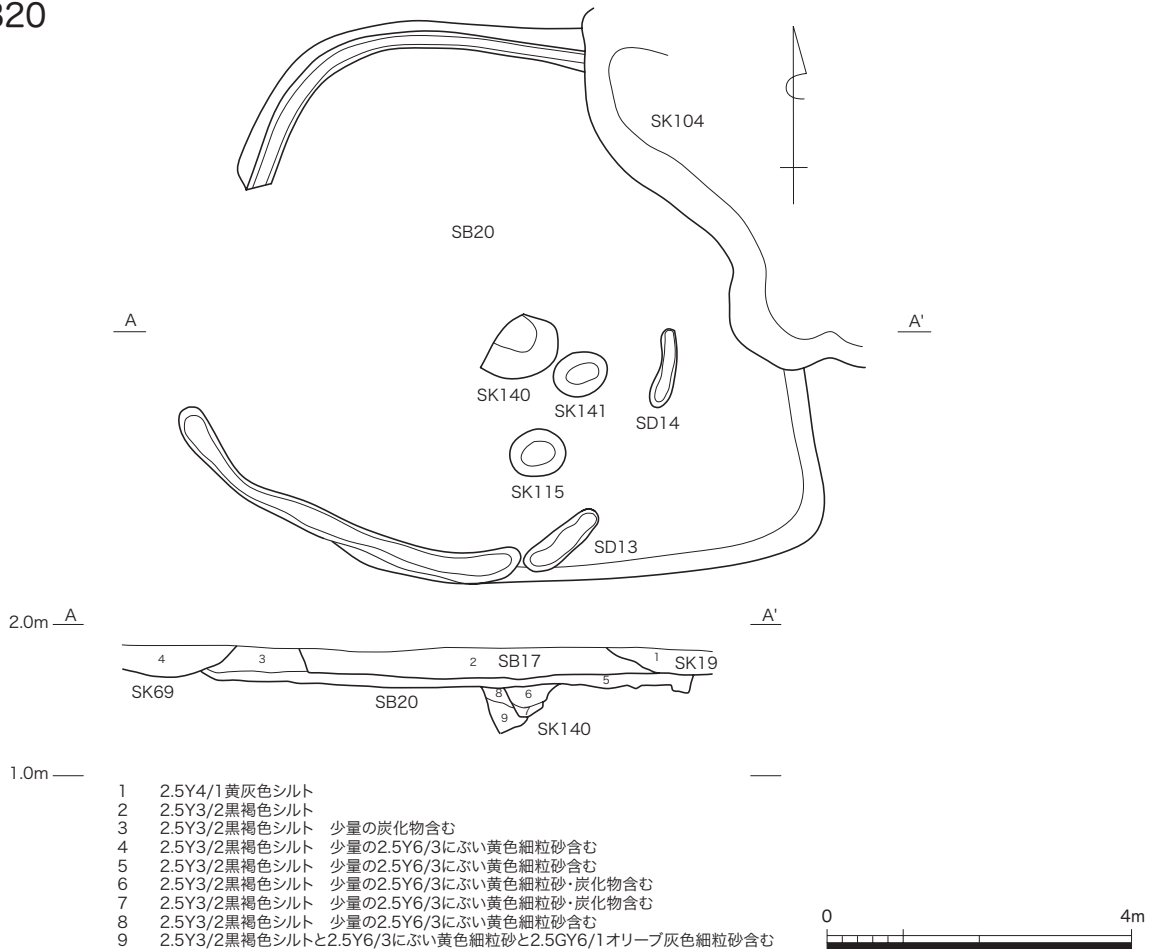 B20
SK104
SB20
A A'
SK140
SK141
SD14
SK115
SD13
2.0m A A'
4 3 2 SB17 1 SK19
SK69 5
SB20 8 6
7
9 SK140
1.0m
1 2.5Y4/1黄灰色シルト
2 2.5Y3/2黒褐色シルト
3 2.5Y3/2黒褐色シルト 少量の炭化物含む
4 2.5Y3/2黒褐色シルト 少量の2.5Y6/3にぶい黄色細粒砂含む
5 2.5Y3/2黒褐色シルト 少量の2.5Y6/3にぶい黄色細粒砂含む
6 2.5Y3/2黒褐色シルト 少量の2.5Y6/3にぶい黄色細粒砂・炭化物含む
7 2.5Y3/2黒褐色シルト 少量の2.5Y6/3にぶい黄色細粒砂・炭化物含む
8 2.5Y3/2黒褐色シルト 少量の2.5Y6/3にぶい黄色細粒砂含む
9 2.5Y3/2黒褐色シルトと2.5Y6/3にぶい黄色細粒砂と2.5GY6/1オリーブ灰色細粒砂含む
0 4m